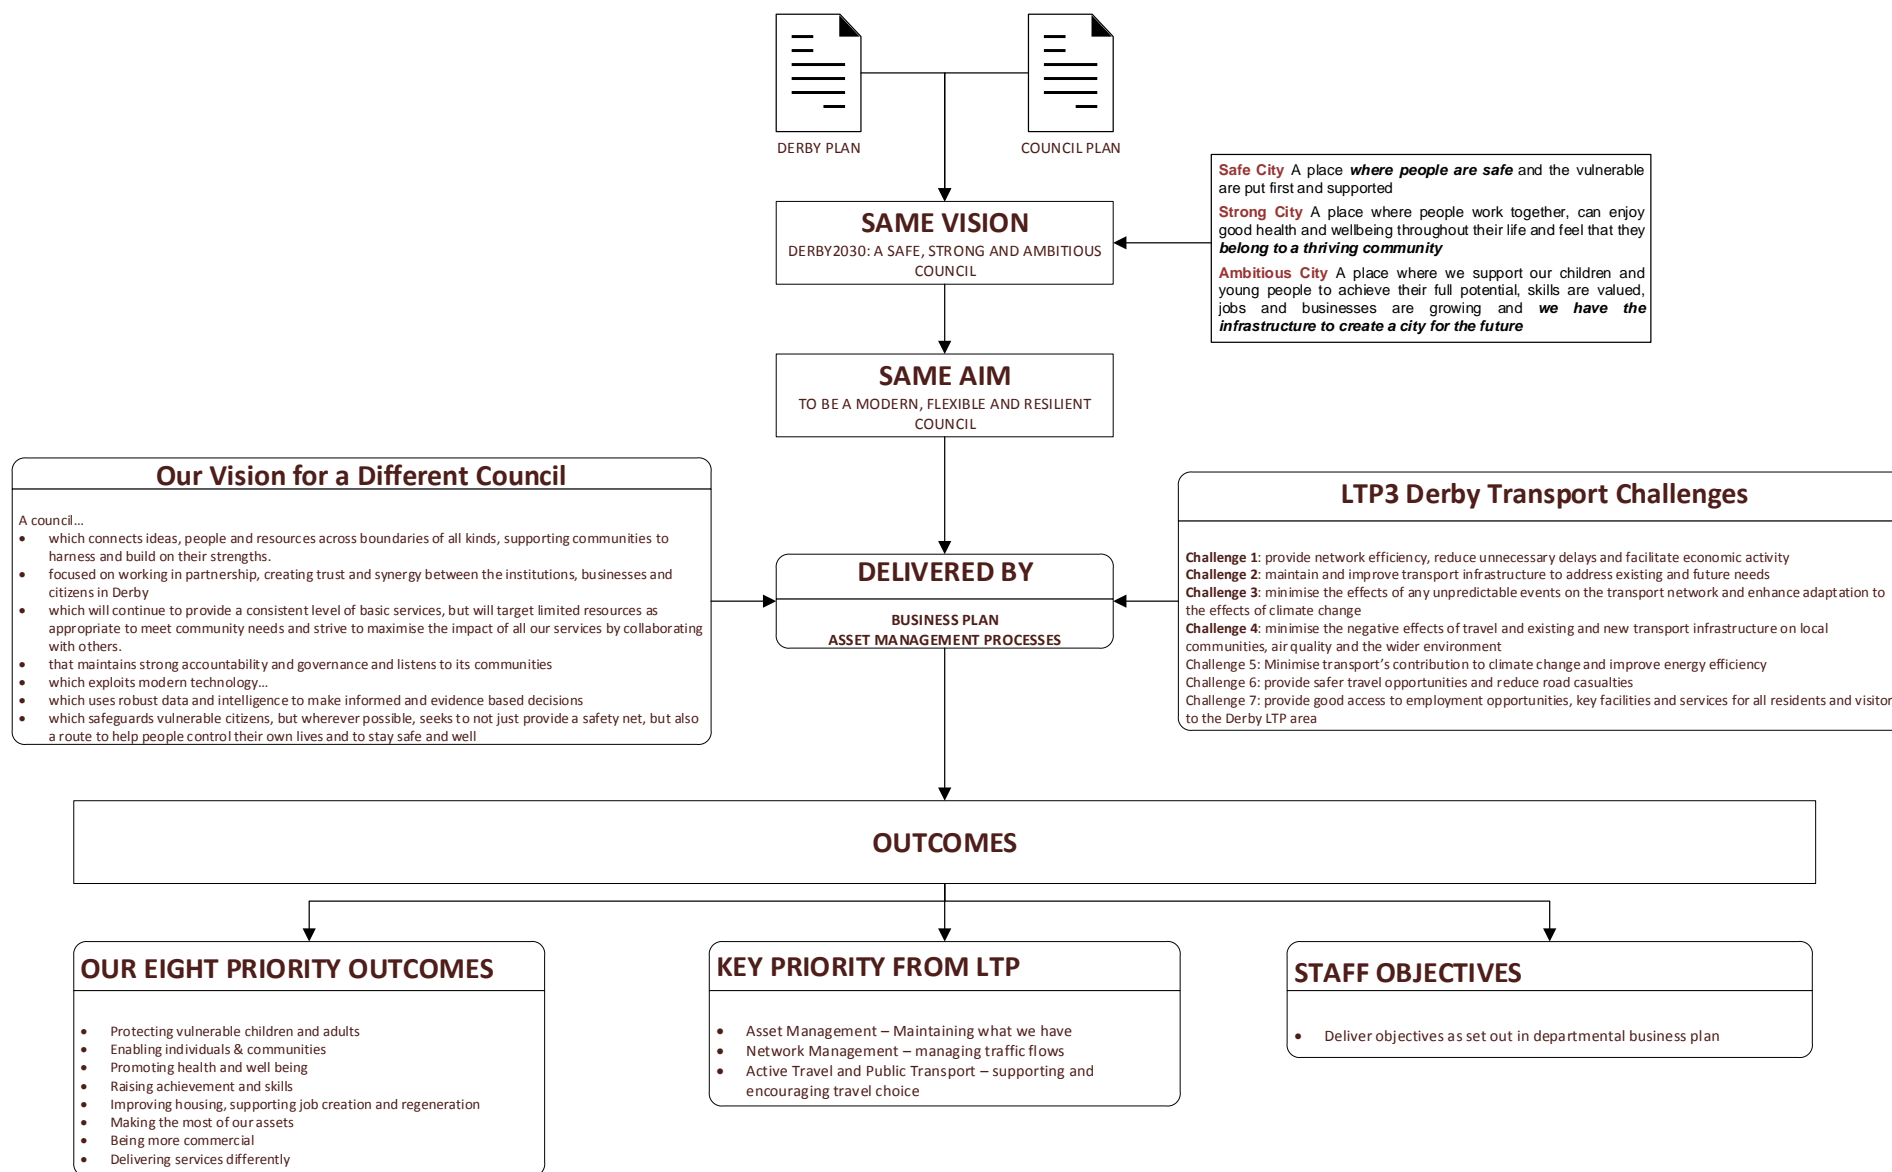 DERBY PLAN
COUNCIL PLAN
Safe City A place where people are safe and the vulnerable
are put first and supported
Strong City A place where people work together, can enjoy
good health and wellbeing throughout their life and feel that they
belong to a thriving community
Ambitious City A place where we support our children and
young people to achieve their full potential, skills are valued,
jobs and businesses are growing and we have the
infrastructure to create a city for the future
SAME VISION
DERBY2030: A SAFE, STRONG AND AMBITIOUS
COUNCIL
SAME AIM
TO BE A MODERN, FLEXIBLE AND RESILIENT
COUNCIL
Our Vision for a Different Council
A council...
• which connects ideas, people and resources across boundaries of all kinds, supporting communities to
harness and build on their strengths.
• focused on working in partnership, creating trust and synergy between the institutions, businesses and
citizens in Derby
• which will continue to provide a consistent level of basic services, but will target limited resources as
appropriate to meet community needs and strive to maximise the impact of all our services by collaborating
with others.
• that maintains strong accountability and governance and listens to its communities
• which exploits modern technology...
• which uses robust data and intelligence to make informed and evidence based decisions
• which safeguards vulnerable citizens, but wherever possible, seeks to not just provide a safety net, but also
a route to help people control their own lives and to stay safe and well
DELIVERED BY
BUSINESS PLAN
ASSET MANAGEMENT PROCESSES
LTP3 Derby Transport Challenges
Challenge 1: provide network efficiency, reduce unnecessary delays and facilitate economic activity
Challenge 2: maintain and improve transport infrastructure to address existing and future needs
Challenge 3: minimise the effects of any unpredictable events on the transport network and enhance adaptation to
the effects of climate change
Challenge 4: minimise the negative effects of travel and existing and new transport infrastructure on local
communities, air quality and the wider environment
Challenge 5: Minimise transport's contribution to climate change and improve energy efficiency
Challenge 6: provide safer travel opportunities and reduce road casualties
Challenge 7: provide good access to employment opportunities, key facilities and services for all residents and visitor
to the Derby LTP area
OUTCOMES
OUR EIGHT PRIORITY OUTCOMES
• Protecting vulnerable children and adults
• Enabling individuals & communities
• Promoting health and well being
• Raising achievement and skills
• Improving housing, supporting job creation and regeneration
• Making the most of our assets
• Being more commercial
• Delivering services differently
KEY PRIORITY FROM LTP
• Asset Management – Maintaining what we have
• Network Management – managing traffic flows
• Active Travel and Public Transport – supporting and
encouraging travel choice
STAFF OBJECTIVES
• Deliver objectives as set out in departmental business plan